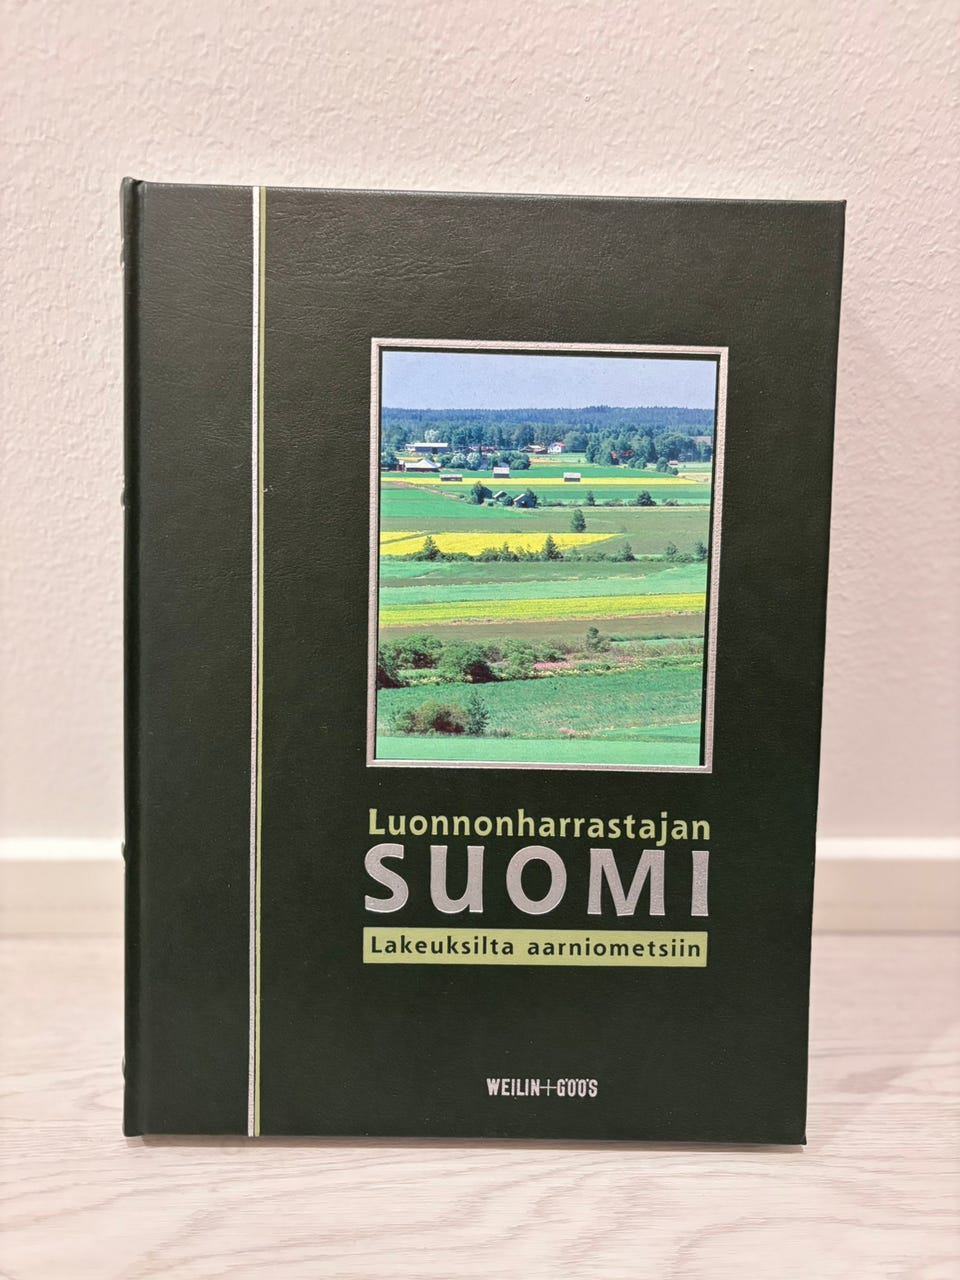 Luonnonharrastajan
SUOMI
Lakeuksilta aarniometsiin
WEILIN+GÖÖS